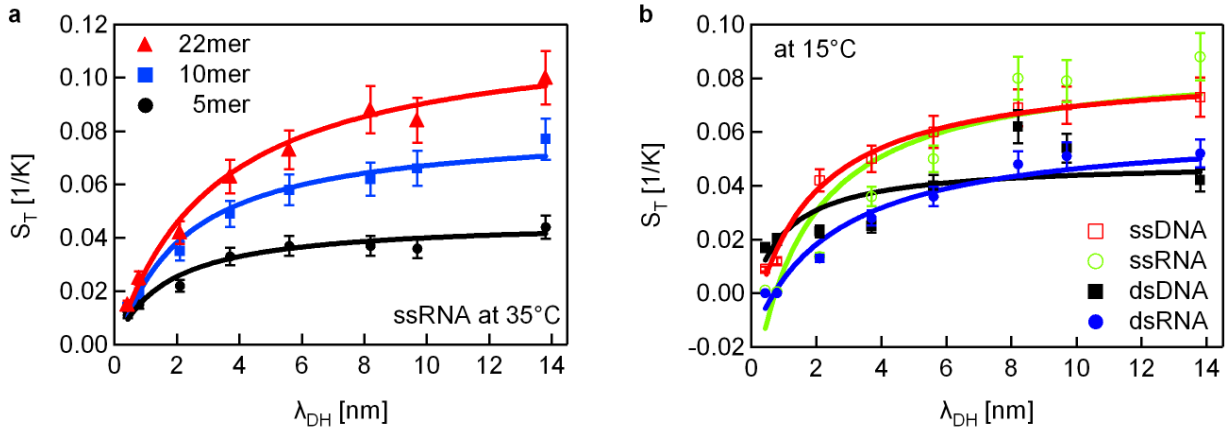 a
S_T [1/K]
0.10
0.08
0.06
0.04
0.02
0.00
22mer
10mer
5mer
ssRNA at 35°C
0 2 4 6 8 10 12 14
λ_DH [nm]
b
S_T [1/K]
0.10
0.08
0.06
0.04
0.02
0.00
-0.02
at 15°C
ssDNA
ssRNA
dsDNA
dsRNA
0 2 4 6 8 10 12 14
λ_DH [nm]